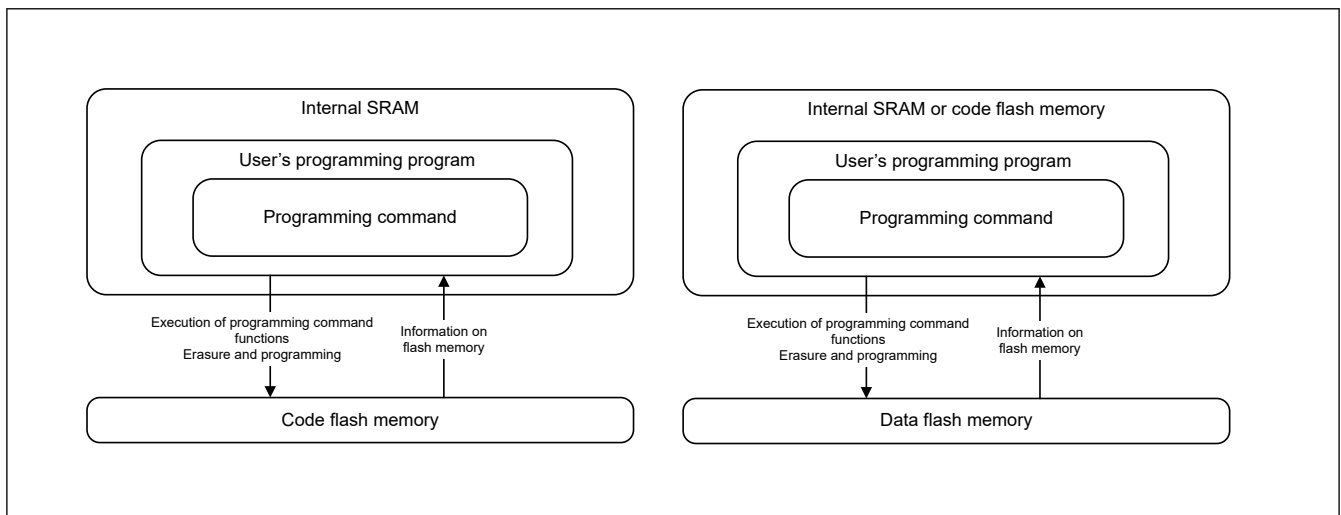 Internal SRAM
User’s programming program
Programming command
Execution of programming command
functions
Erasure and programming
Information on
flash memory
Code flash memory
Internal SRAM or code flash memory
User’s programming program
Programming command
Execution of programming command
functions
Erasure and programming
Information on
flash memory
Data flash memory